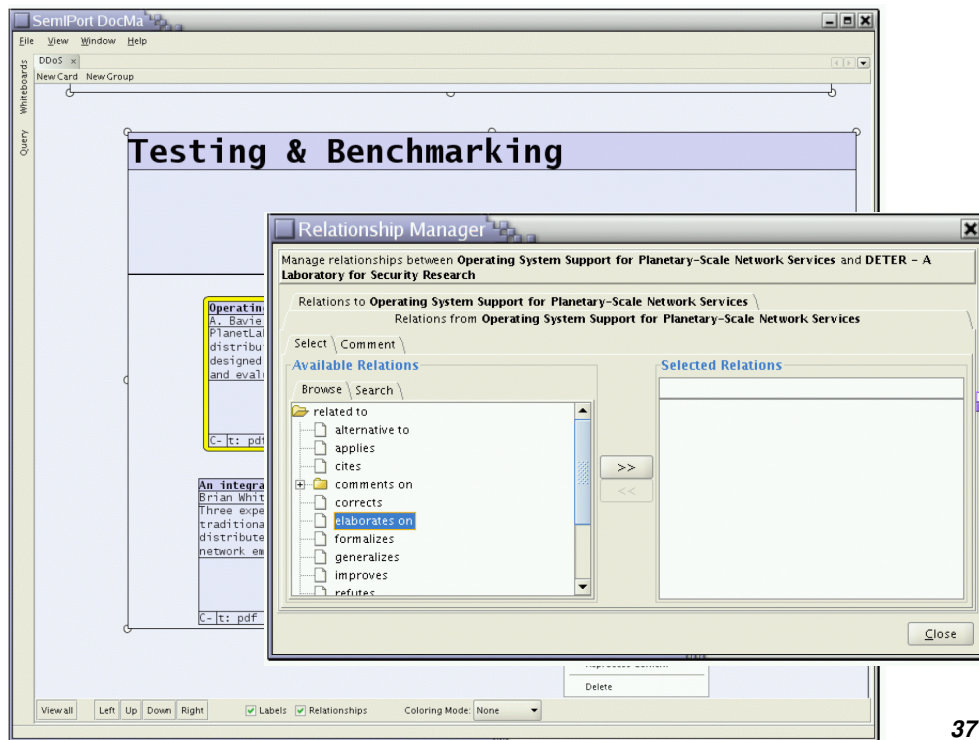 SemIPort DocMa
File View Window Help
Whiteboards
Query
DDoS
New Card New Group
Testing & Benchmarking
Operatin
A. Bavie
PlanetLa
distribu
designed
and eval
C- t: pd
An integra
Brian Whit
Three expe
traditiona
distribute
network em
C- t: pdf
Relationship Manager
Manage relationships between Operating System Support for Planetary-Scale Network Services and DETER – A
Laboratory for Security Research
Relations to Operating System Support for Planetary-Scale Network Services
Relations from Operating System Support for Planetary-Scale Network Services
Select Comment
Available Relations
Browse Search
related to
alternative to
applies
cites
comments on
corrects
elaborates on
formalizes
generalizes
improves
refutes
>>
<<
Selected Relations
Close
Delete
View all Left Up Down Right Labels Relationships Coloring Mode: None
37